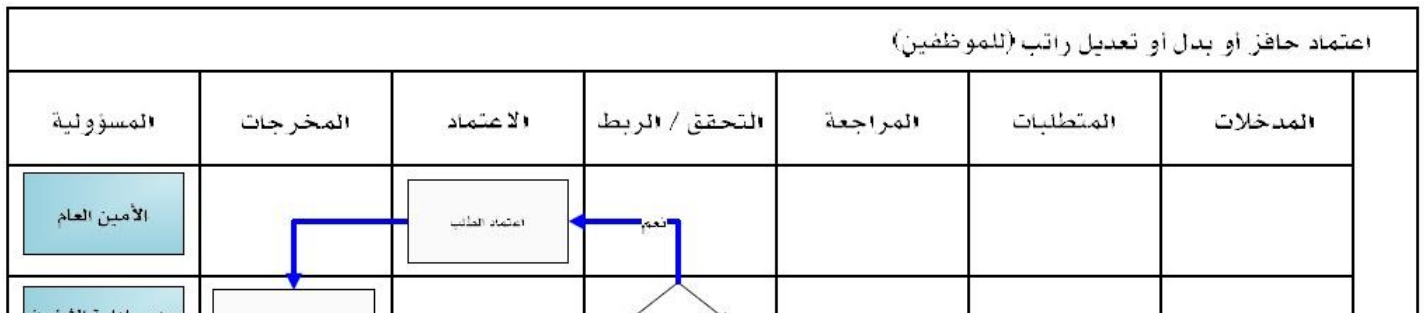 اعتماد حافز أو بدل أو تعديل راتب (للموظفين)
المدخلات
المتطلبات
المراجعة
التحقق / الربط
الاعتماد
المخرجات
المسؤولية
نعم
اعتماد الطلب
الأمين العام